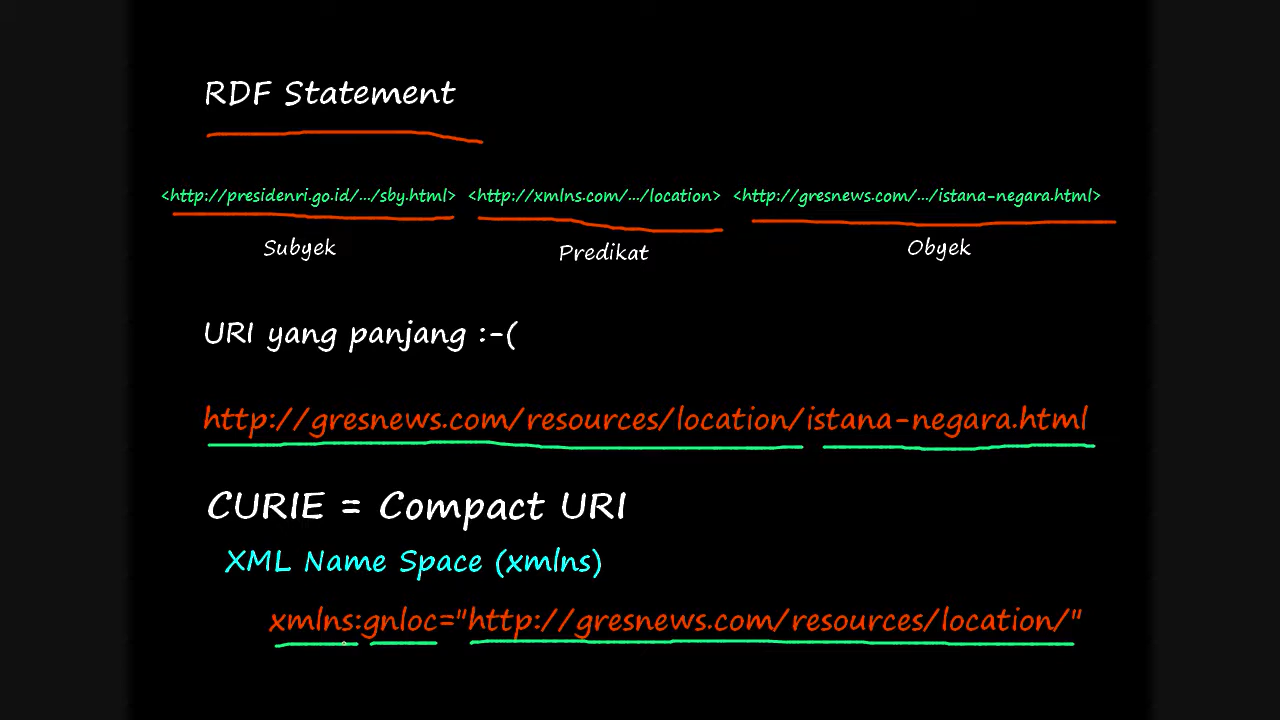 RDF Statement
<http://presidenri.go.id/.../sby.html> <http://xmlns.com/.../location> <http://gresnews.com/.../istana-negara.html>
Subyek Predikat Obyek
URI yang panjang :-(
http://gresnews.com/resources/location/istana-negara.html
CURIE = Compact URI
XML Name Space (xmlns)
xmlns:gnloc="http://gresnews.com/resources/location/"